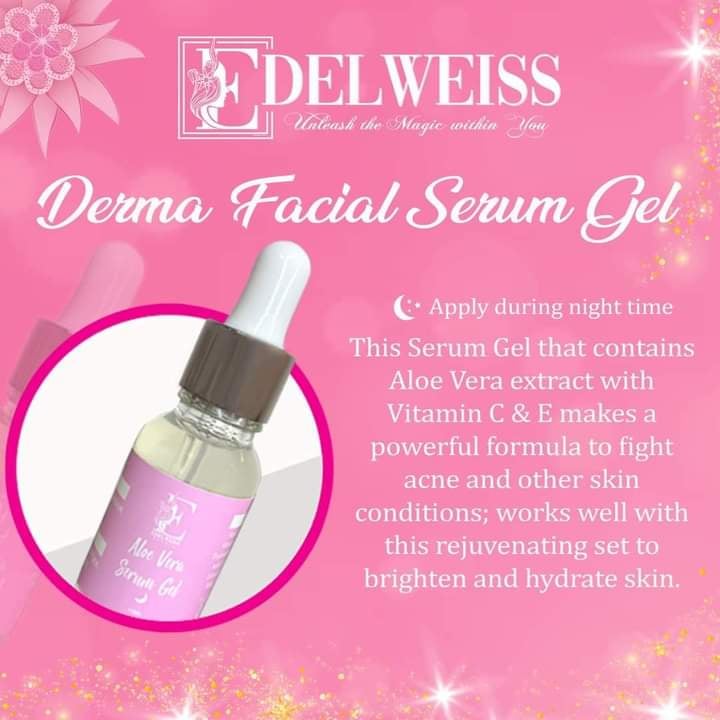 EDELWEISS
Unleash the Magic within You
Derma Facial Serum Gel
Apply during night time
This Serum Gel that contains
Aloe Vera extract with
Vitamin C & E makes a
powerful formula to fight
acne and other skin
conditions; works well with
this rejuvenating set to
brighten and hydrate skin.
E
EDELWEISS
Aloe Vera
Serum Gel